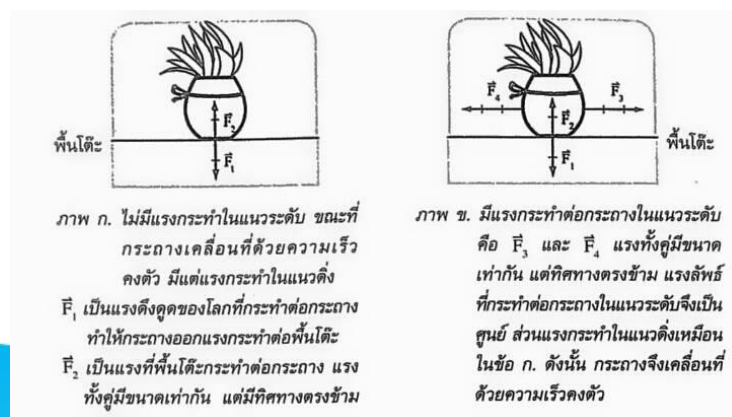 F₂
F₁
พื้นโต๊ะ
F₄
F₃
F₂
F₁
พื้นโต๊ะ
ภาพ ก. ไม่มีแรงกระทำในแนวระดับ ขณะที่
กระถางเคลื่อนที่ด้วยความเร็ว
คงตัว มีแต่แรงกระทำในแนวดิ่ง
F⃗₁ เป็นแรงดึงดูดของโลกที่กระทำต่อกระถาง
ทำให้กระถางออกแรงกระทำต่อพื้นโต๊ะ
F⃗₂ เป็นแรงที่พื้นโต๊ะกระทำต่อกระถาง แรง
ทั้งคู่มีขนาดเท่ากัน แต่มีทิศทางตรงข้าม
ภาพ ข. มีแรงกระทำต่อกระถางในแนวระดับ
คือ F⃗₃ และ F⃗₄ แรงทั้งคู่มีขนาด
เท่ากัน แต่ทิศทางตรงข้าม แรงลัพธ์
ที่กระทำต่อกระถางในแนวระดับจึงเป็น
ศูนย์ ส่วนแรงกระทำในแนวดิ่งเหมือน
ในข้อ ก. ดังนั้น กระถางจึงเคลื่อนที่
ด้วยความเร็วคงตัว